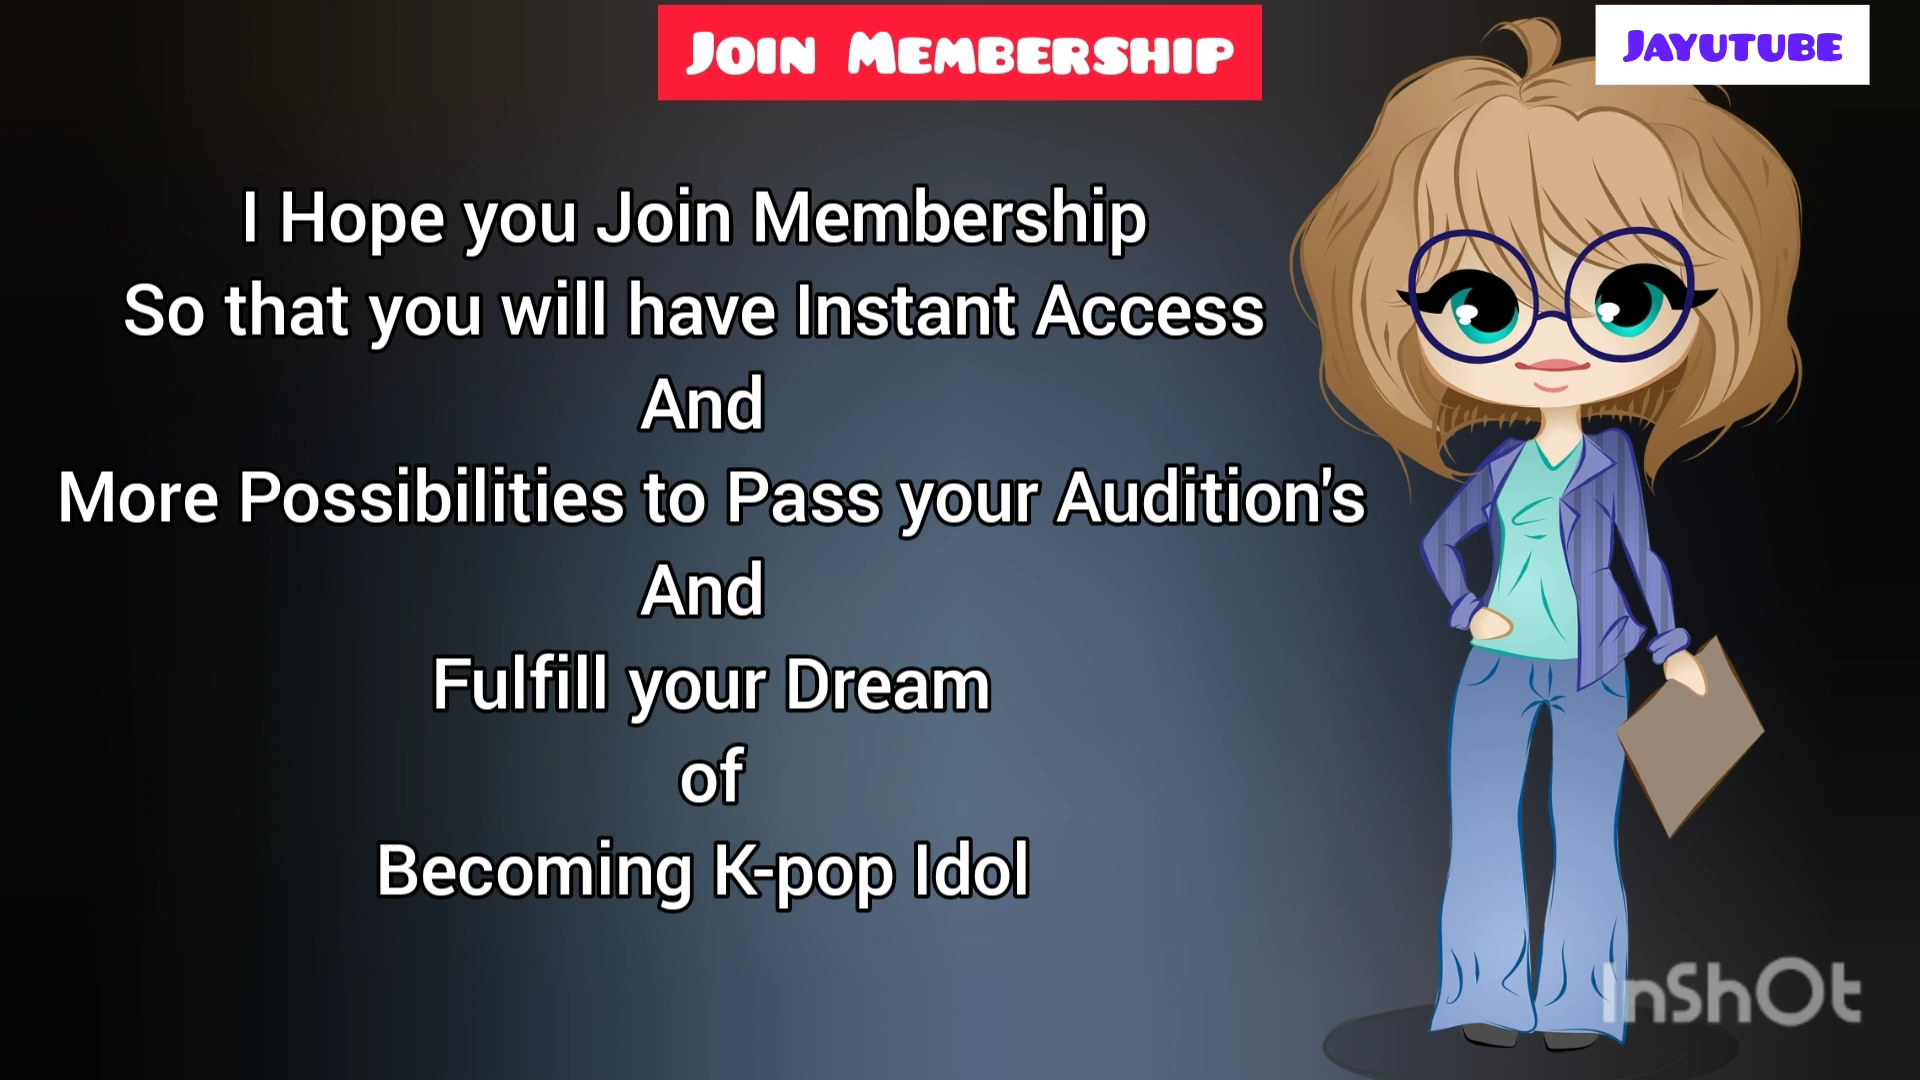 Join Membership
Jayutube
I Hope you Join Membership
So that you will have Instant Access
And
More Possibilities to Pass your Audition's
And
Fulfill your Dream
of
Becoming K-pop Idol
InShOt